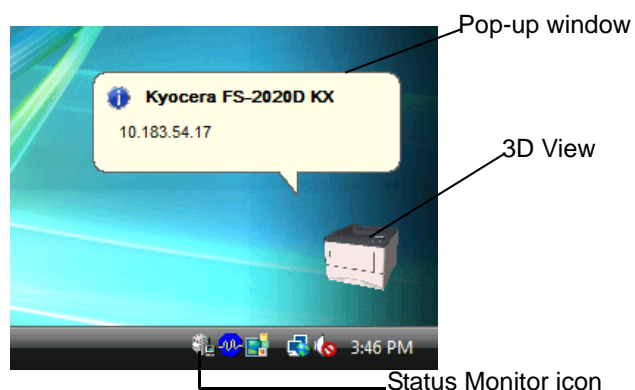 Pop-up window
Kyocera FS-2020D KX
10.183.54.17
3D View
3:46 PM
Status Monitor icon